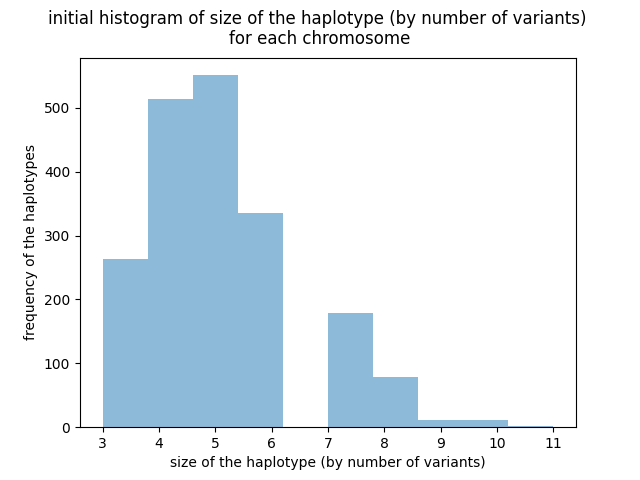 initial histogram of size of the haplotype (by number of variants)
for each chromosome
frequency of the haplotypes
500
400
300
200
100
0
3 4 5 6 7 8 9 10 11
size of the haplotype (by number of variants)